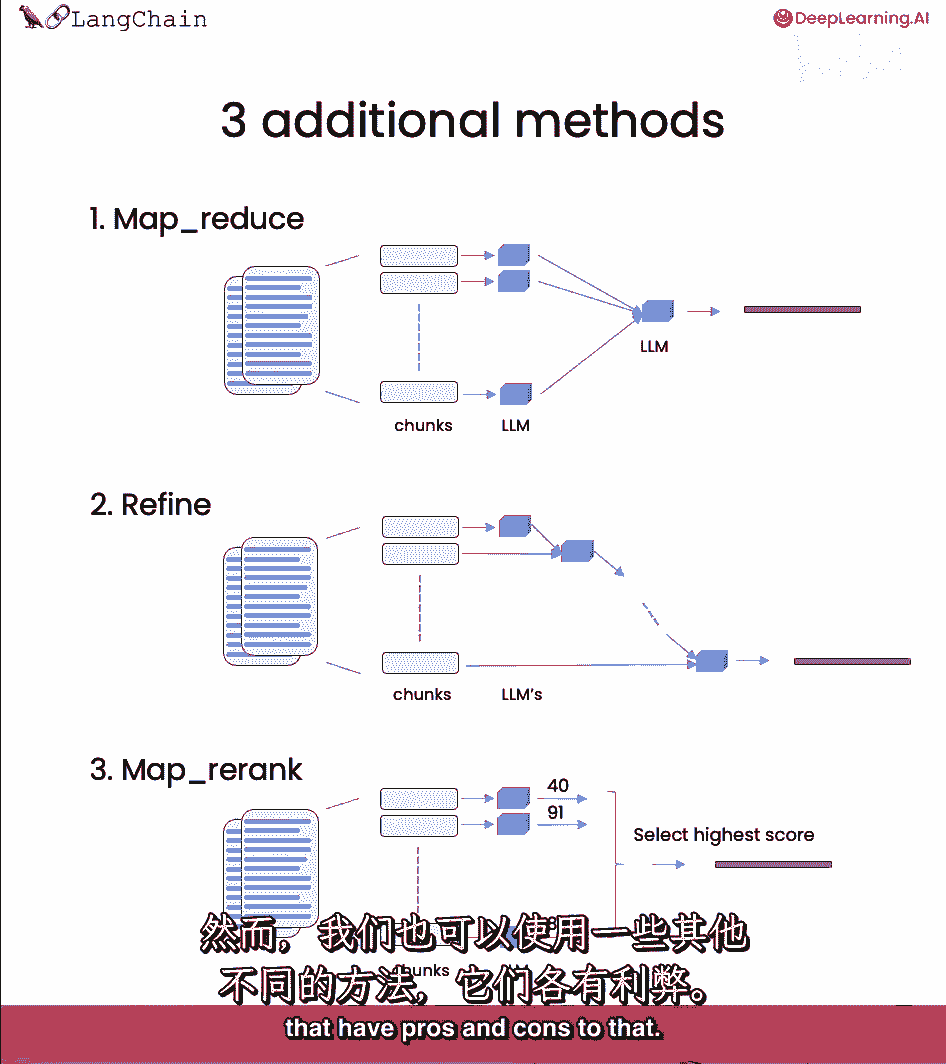 LangChain
DeepLearning.AI
3 additional methods
1. Map_reduce
LLM
chunks
LLM
2. Refine
chunks
LLM's
3. Map_rerank
40
91
Select highest score
然而，我们也可以使用一些其他
不同的方法，它们各有利弊。
that have pros and cons to that.